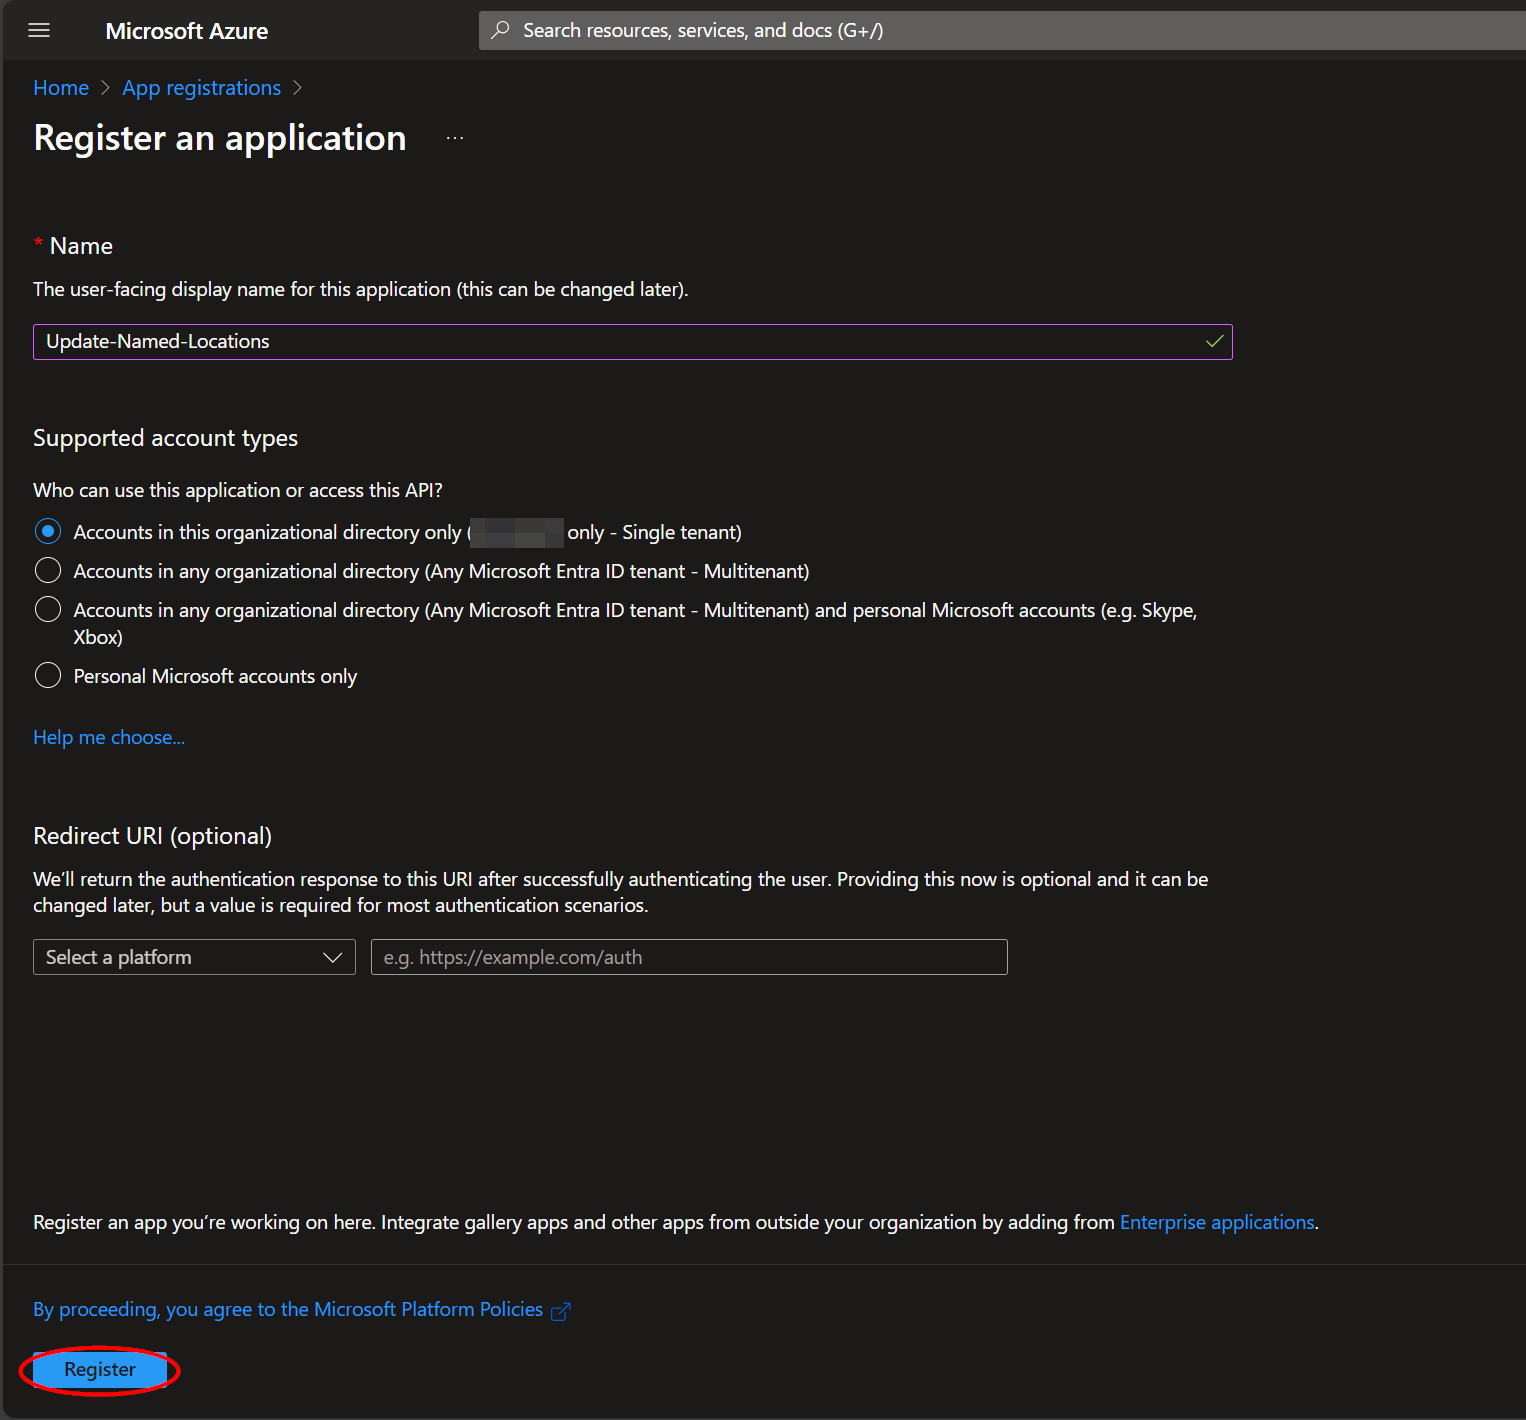 Microsoft Azure
Search resources, services, and docs (G+/)
Home > App registrations >
Register an application ...
* Name
The user-facing display name for this application (this can be changed later).
Update-Named-Locations
Supported account types
Who can use this application or access this API?
Accounts in this organizational directory only ( only - Single tenant)
Accounts in any organizational directory (Any Microsoft Entra ID tenant - Multitenant)
Accounts in any organizational directory (Any Microsoft Entra ID tenant - Multitenant) and personal Microsoft accounts (e.g. Skype,
Xbox)
Personal Microsoft accounts only
Help me choose...
Redirect URI (optional)
We’ll return the authentication response to this URI after successfully authenticating the user. Providing this now is optional and it can be
changed later, but a value is required for most authentication scenarios.
Select a platform
e.g. https://example.com/auth
Register an app you’re working on here. Integrate gallery apps and other apps from outside your organization by adding from Enterprise applications.
By proceeding, you agree to the Microsoft Platform Policies
Register